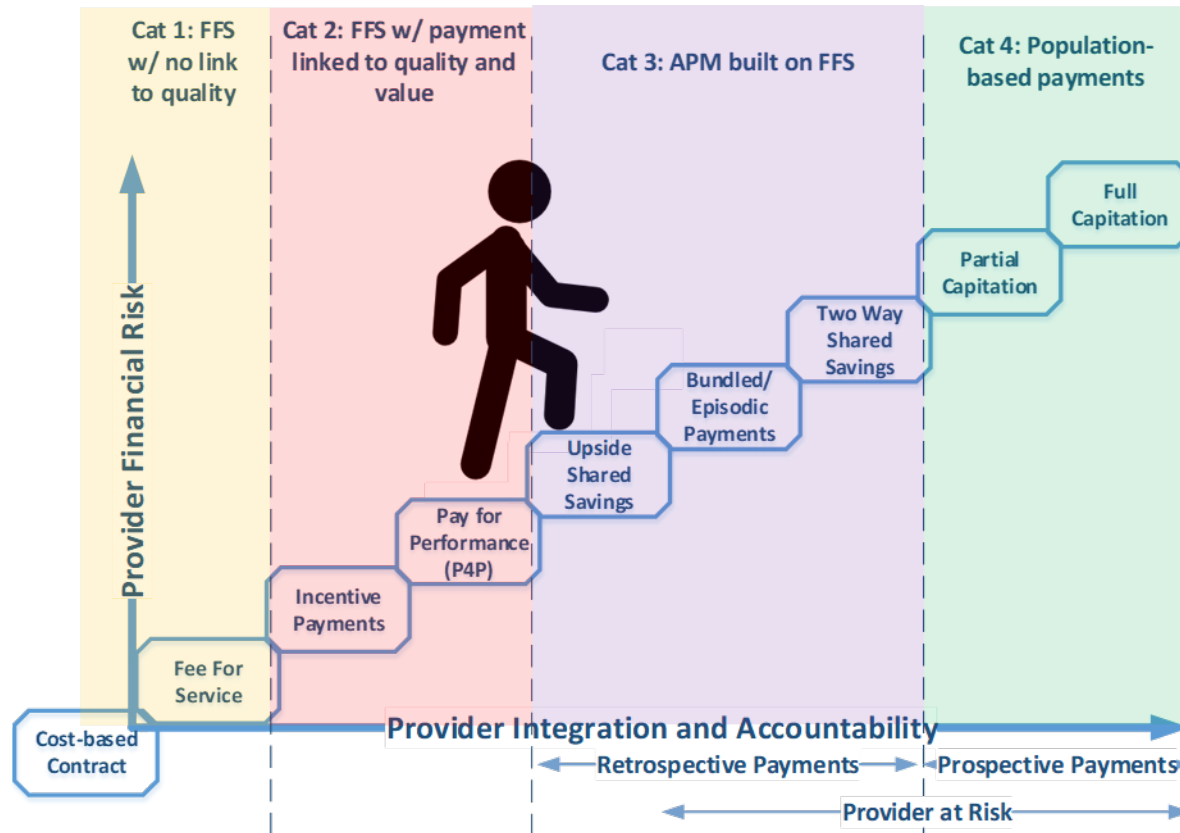 Cat 1: FFS
w/ no link
to quality
Cat 2: FFS w/ payment
linked to quality and
value
Cat 3: APM built on FFS
Cat 4: Population-
based payments
Provider Financial Risk
Full
Capitation
Partial
Capitation
Two Way
Shared
Savings
Bundled/
Episodic
Payments
Upside
Shared
Savings
Pay for
Performance
(P4P)
Incentive
Payments
Fee For
Service
Cost-based
Contract
Provider Integration and Accountability
Retrospective Payments
Prospective Payments
Provider at Risk